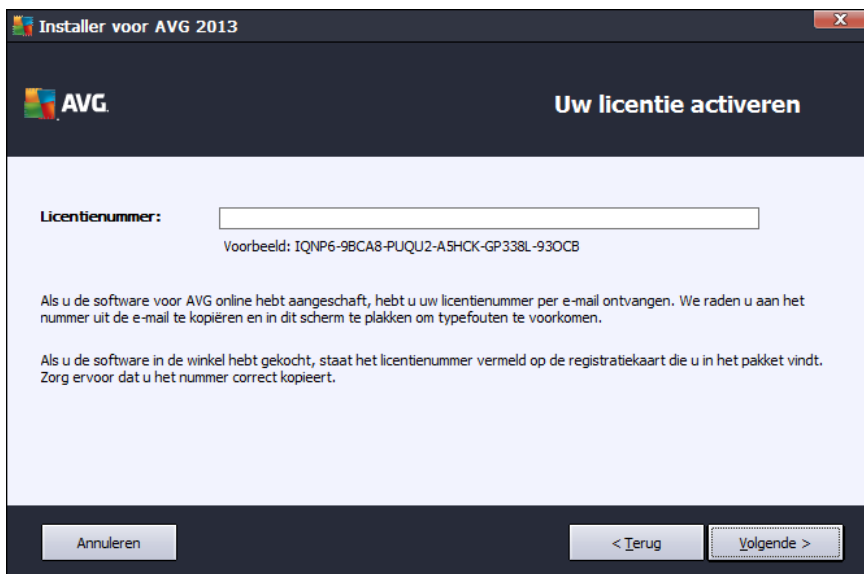 Installer voor AVG 2013
AVG.
Uw licentie activeren
Licentienummer:
Voorbeeld: IQNP6-9BCA8-PUQU2-A5HCK-GP338L-93OCB
Als u de software voor AVG online hebt aangeschaft, hebt u uw licentienummer per e-mail ontvangen. We raden u aan het
nummer uit de e-mail te kopiëren en in dit scherm te plakken om typefouten te voorkomen.
Als u de software in de winkel hebt gekocht, staat het licentienummer vermeld op de registratiekaart die u in het pakket vindt.
Zorg ervoor dat u het nummer correct kopieert.
Annuleren
< Terug
Volgende >